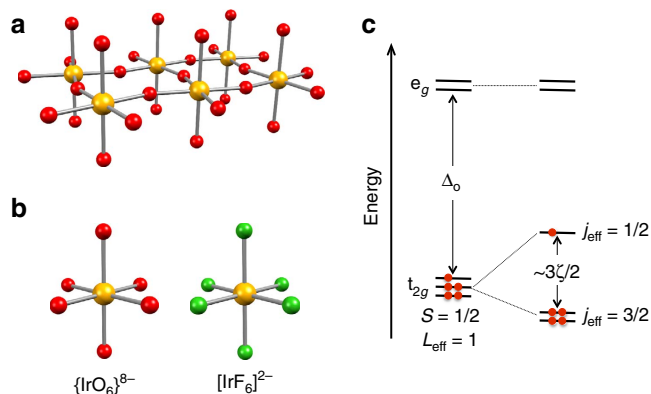 a
b
{IrO6}8–
[IrF6]2–
c
Energy
eg
Δo
t2g
S = 1/2
Leff = 1
jeff = 1/2
~3ζ/2
jeff = 3/2